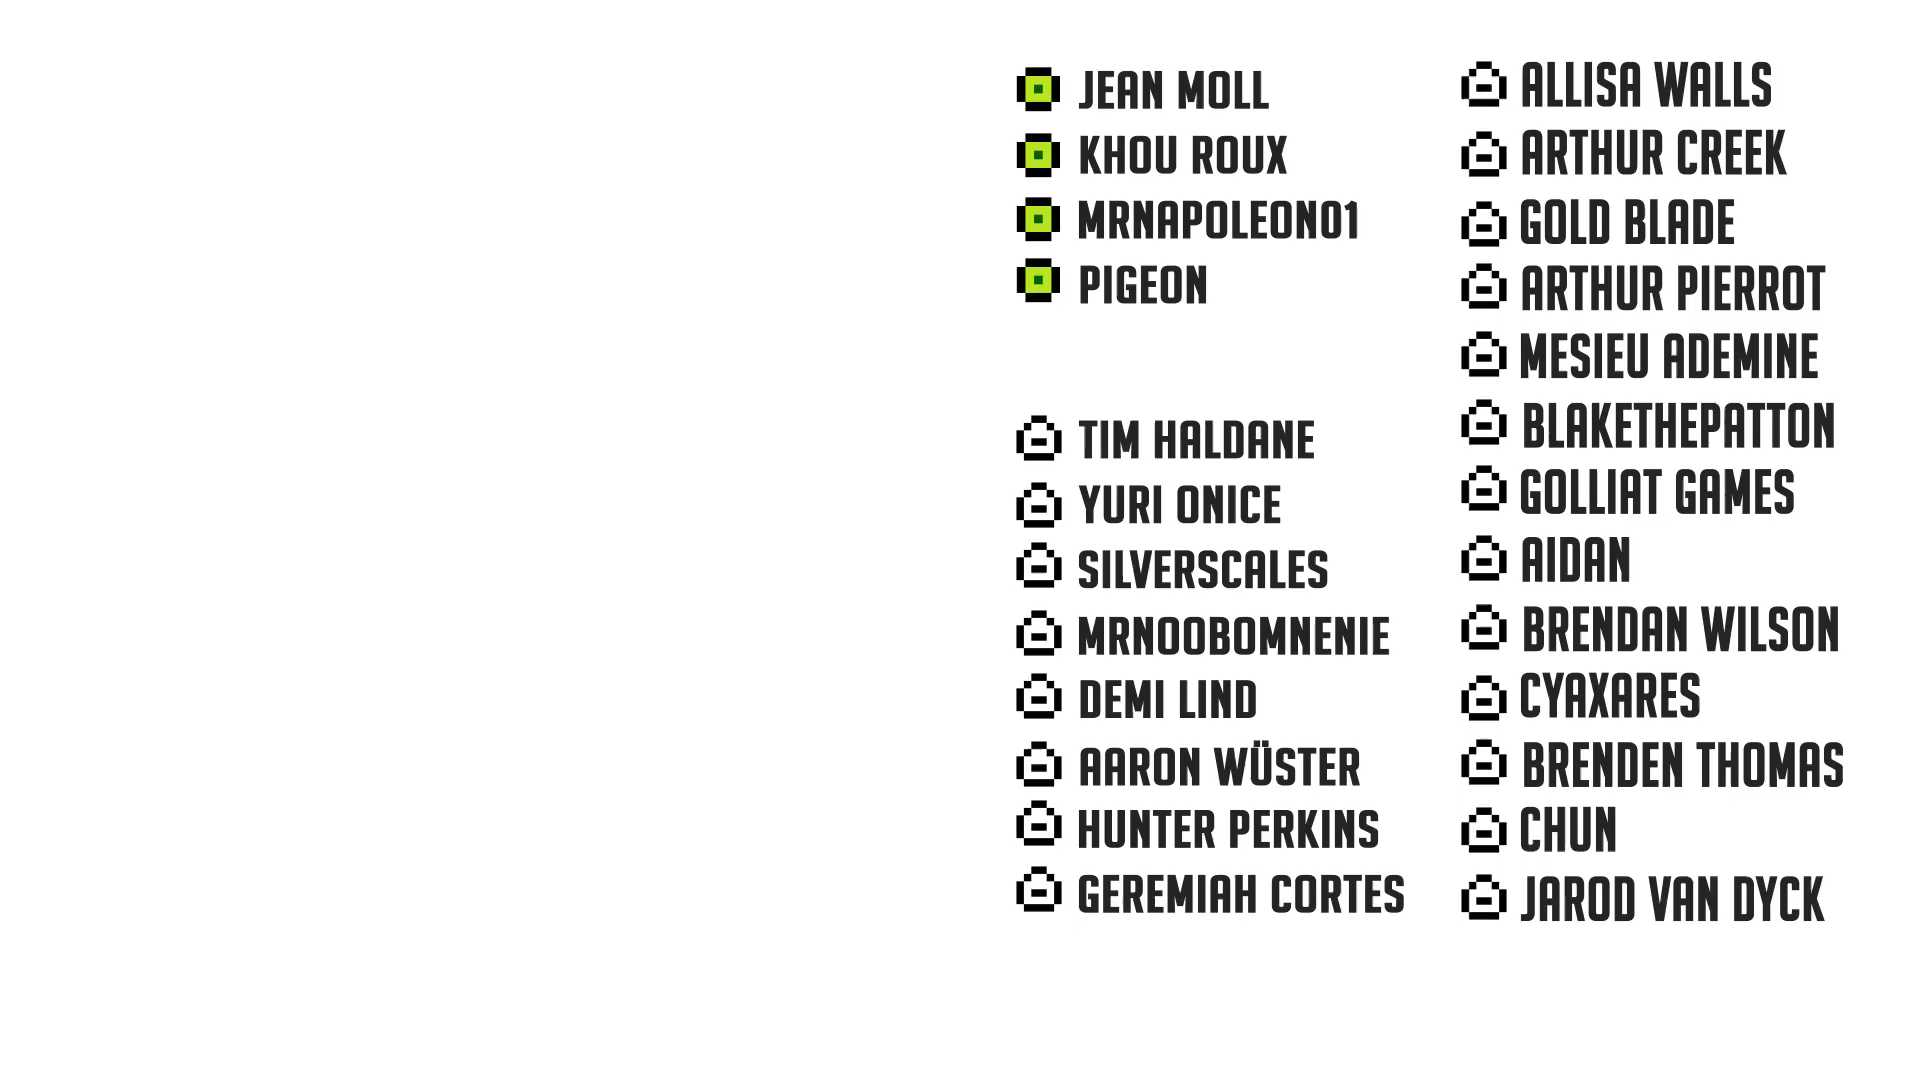 JEAN MOLL
KHOU ROUX
MRNAPOLEON01
PIGEON
TIM HALDANE
YURI ONICE
SILVERSCALES
MRNOOBOMNENIE
DEMI LIND
AARON WÜSTER
HUNTER PERKINS
GEREMIAH CORTES
ALLISA WALLS
ARTHUR CREEK
GOLD BLADE
ARTHUR PIERROT
MESIEU ADEMINE
BLAKETHEPATTON
GOLLIAT GAMES
AIDAN
BRENDAN WILSON
CYAXARES
BRENDEN THOMAS
CHUN
JAROD VAN DYCK